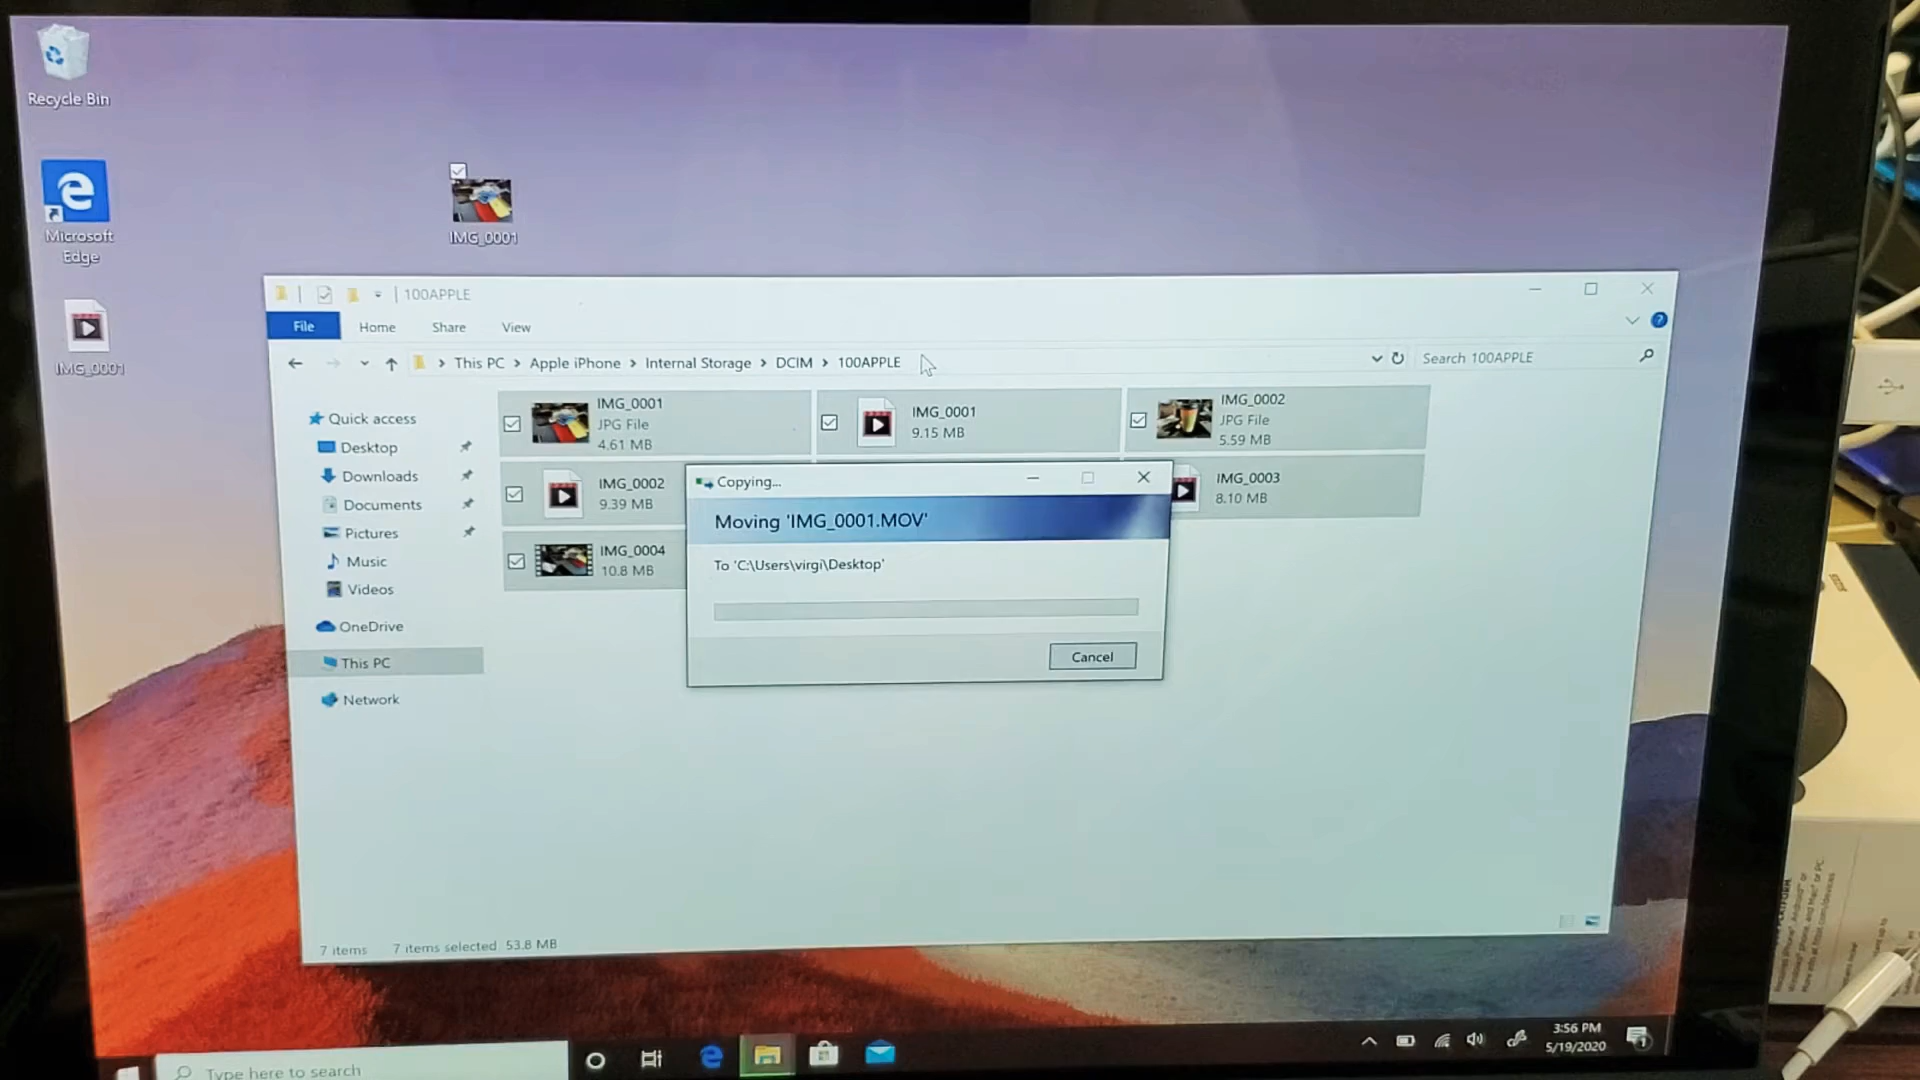 Recycle Bin
Microsoft
Edge
IMG_0001
IMG_0001
100APPLE
File
Home
Share
View
This PC
Apple iPhone
Internal Storage
DCIM
100APPLE
Search 100APPLE
Quick access
Desktop
Downloads
Documents
Pictures
Music
Videos
OneDrive
This PC
Network
IMG_0001
JPG File
4.61 MB
IMG_0001
9.15 MB
IMG_0002
JPG File
5.59 MB
IMG_0002
9.39 MB
IMG_0003
8.10 MB
IMG_0004
10.8 MB
Copying...
Moving 'IMG_0001.MOV'
To 'C:\Users\virgi\Desktop'
Cancel
7 items
7 items selected 53.8 MB
Type here to search
3:56 PM
5/19/2020